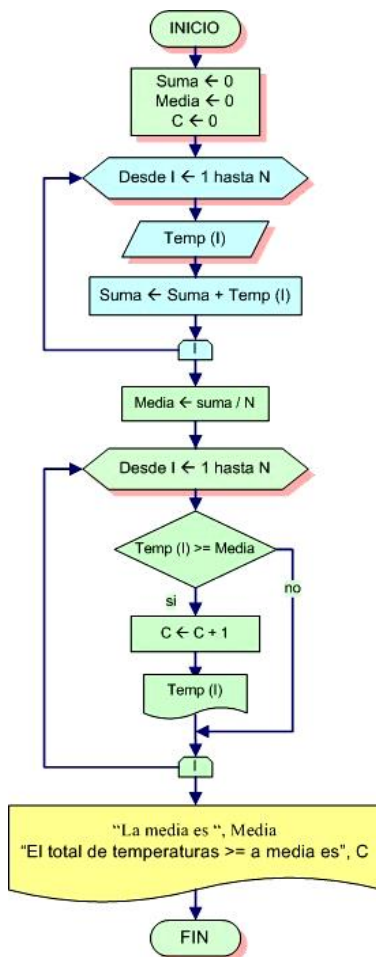 INICIO
Suma ← 0
Media ← 0
C ← 0
Desde I ← 1 hasta N
Temp (I)
Suma ← Suma + Temp (I)
I
Media ← suma / N
Desde I ← 1 hasta N
Temp (I) >= Media
si
no
C ← C + 1
Temp (I)
I
“La media es “, Media
“El total de temperaturas >= a media es”, C
FIN